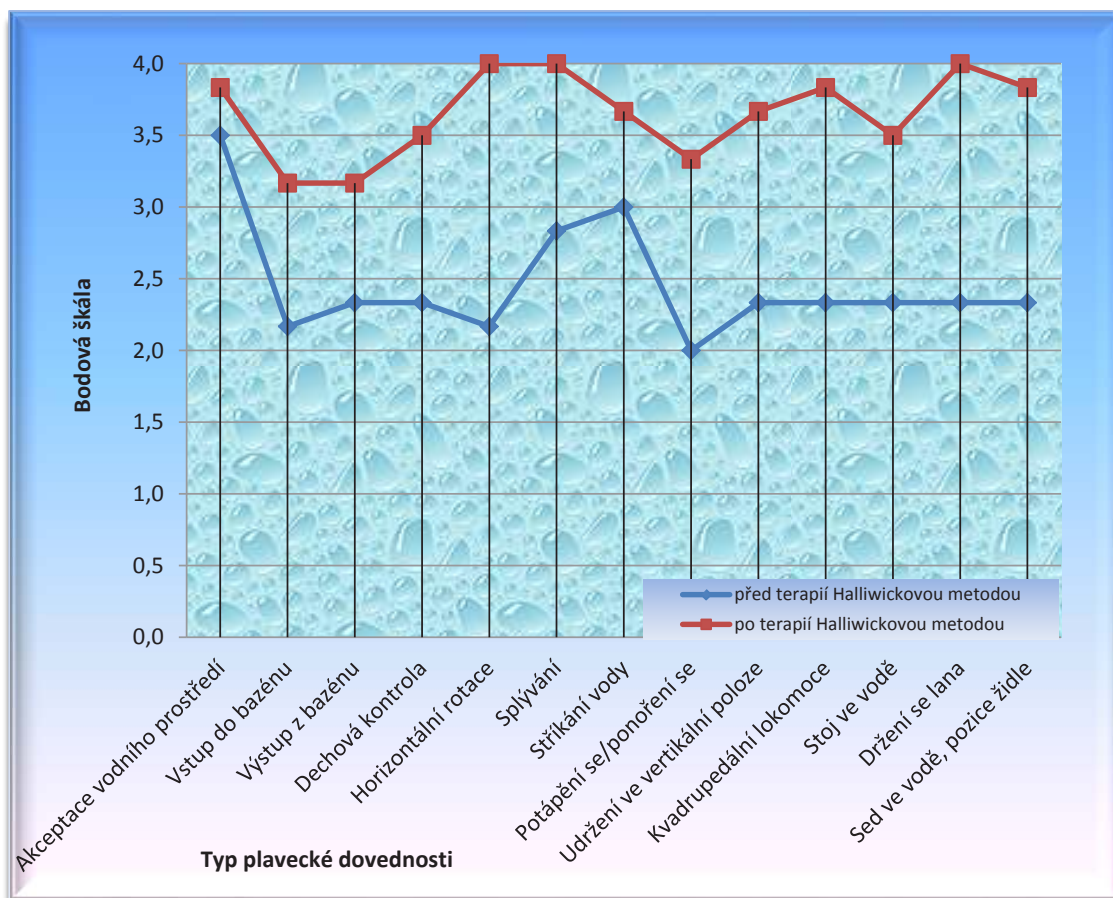 4,0
3,5
3,0
2,5
2,0
1,5
1,0
0,5
0,0
Bodová škála
před terapií Halliwickovou metodou
po terapií Halliwickovou metodou
Akceptace vodního prostředí
Vstup do bazénu
Výstup z bazénu
Dechová kontrola
Horizontální rotace
Splývání
Stříkání vody
Potápění se/ponoření se
Udržení ve vertikální poloze
Kvadrupedální lokomoce
Stoj ve vodě
Držení se lana
Sed ve vodě, pozice židle
Typ plavecké dovednosti